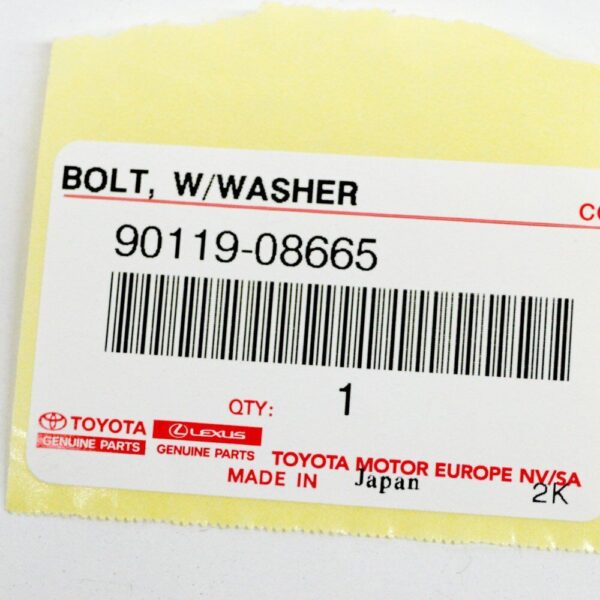 BOLT, W/WASHER
CO
90119-08665
QTY: 1
TOYOTA
GENUINE PARTS
LEXUS
GENUINE PARTS
TOYOTA MOTOR EUROPE NV/SA
MADE IN Japan
2K